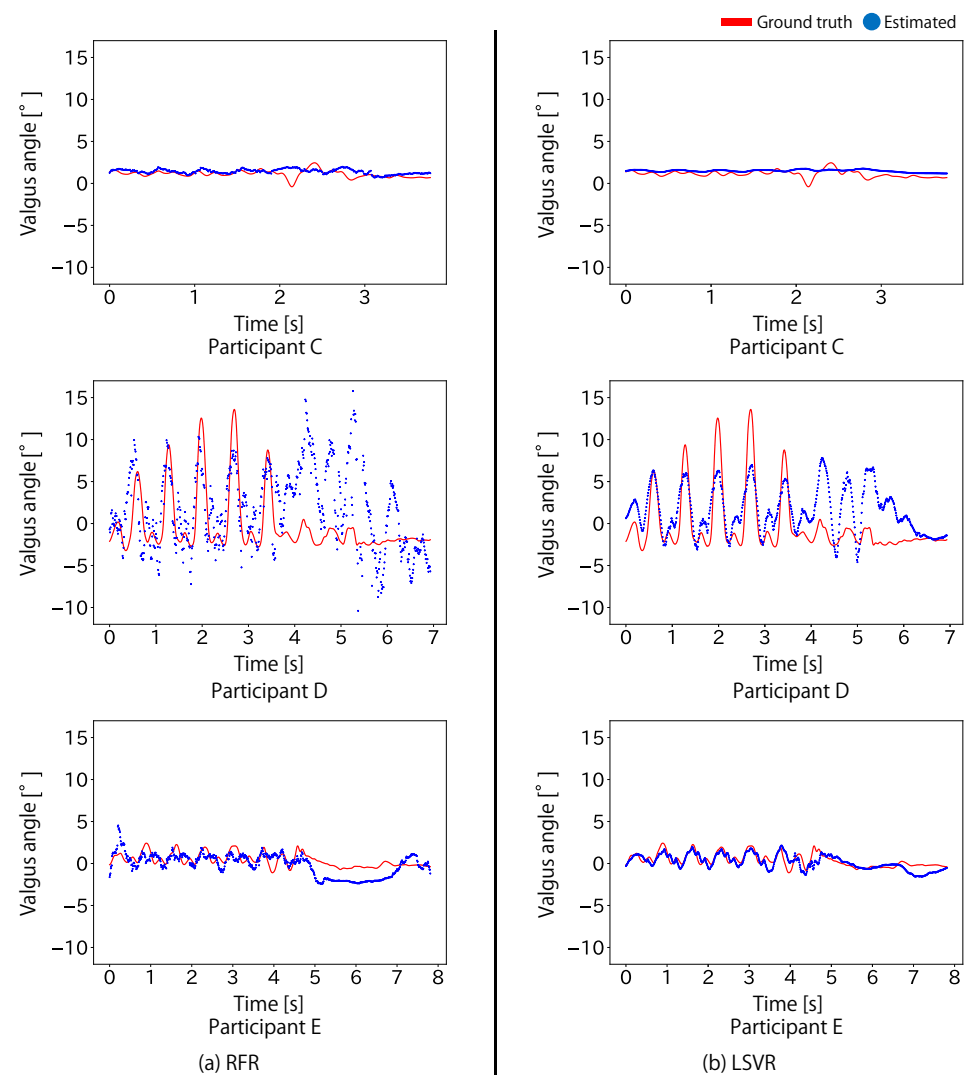 Ground truth Estimated
Valgus angle [°]
15
10
5
0
−5
−10
0 1 2 3
Time [s]
Participant C
Valgus angle [°]
15
10
5
0
−5
−10
0 1 2 3
Time [s]
Participant C
Valgus angle [°]
15
10
5
0
−5
−10
0 1 2 3 4 5 6 7
Time [s]
Participant D
Valgus angle [°]
15
10
5
0
−5
−10
0 1 2 3 4 5 6 7
Time [s]
Participant D
Valgus angle [°]
15
10
5
0
−5
−10
0 1 2 3 4 5 6 7 8
Time [s]
Participant E
Valgus angle [°]
15
10
5
0
−5
−10
0 1 2 3 4 5 6 7 8
Time [s]
Participant E
(a) RFR
(b) LSVR